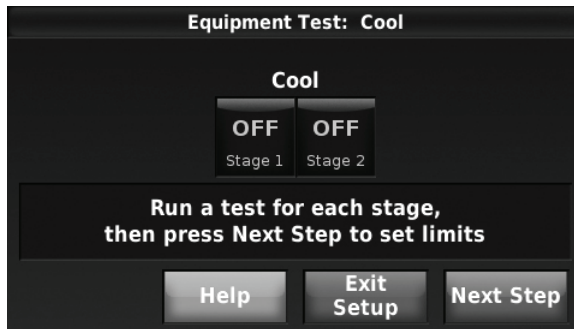 Equipment Test: Cool
Cool
OFF OFF
Stage 1 Stage 2
Run a test for each stage,
then press Next Step to set limits
Help
Exit
Setup
Next Step